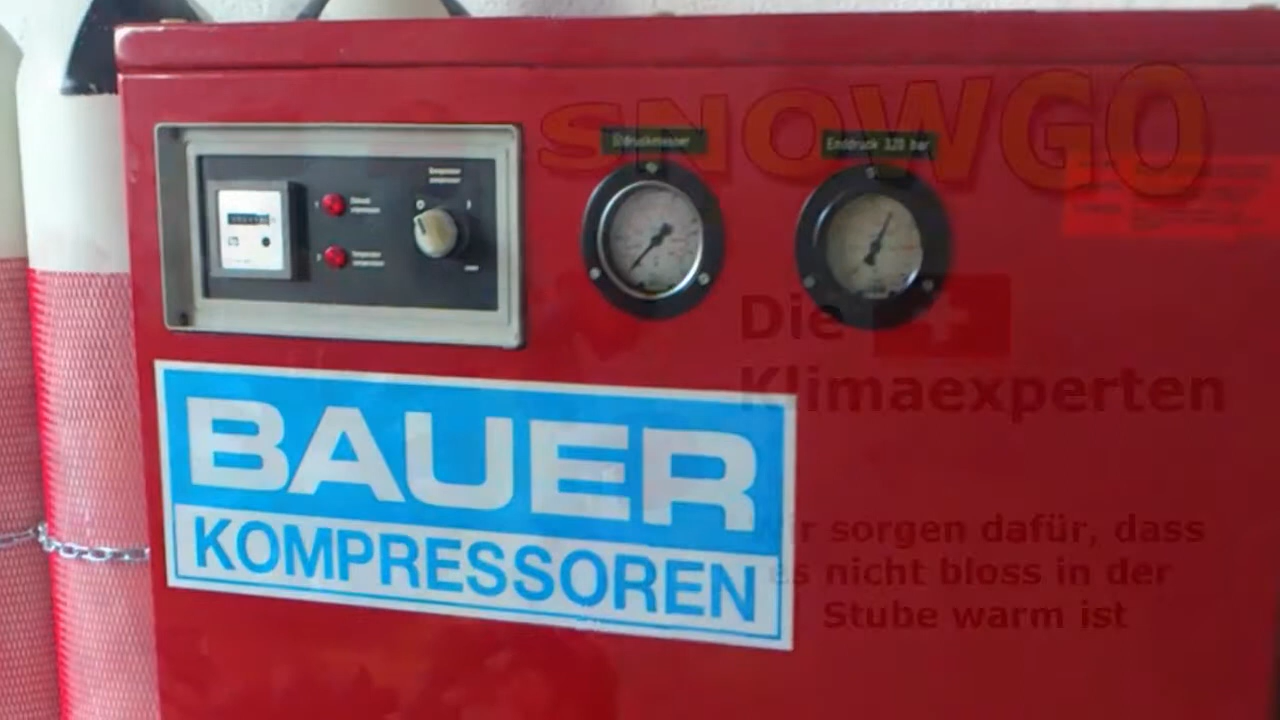 SNOWGO
Öldruckmesser
Enddruck 320 bar
Die
Klimaexperten
BAUER
KOMPRESSOREN
sorgen dafür, dass
es nicht bloss in der
Stube warm ist